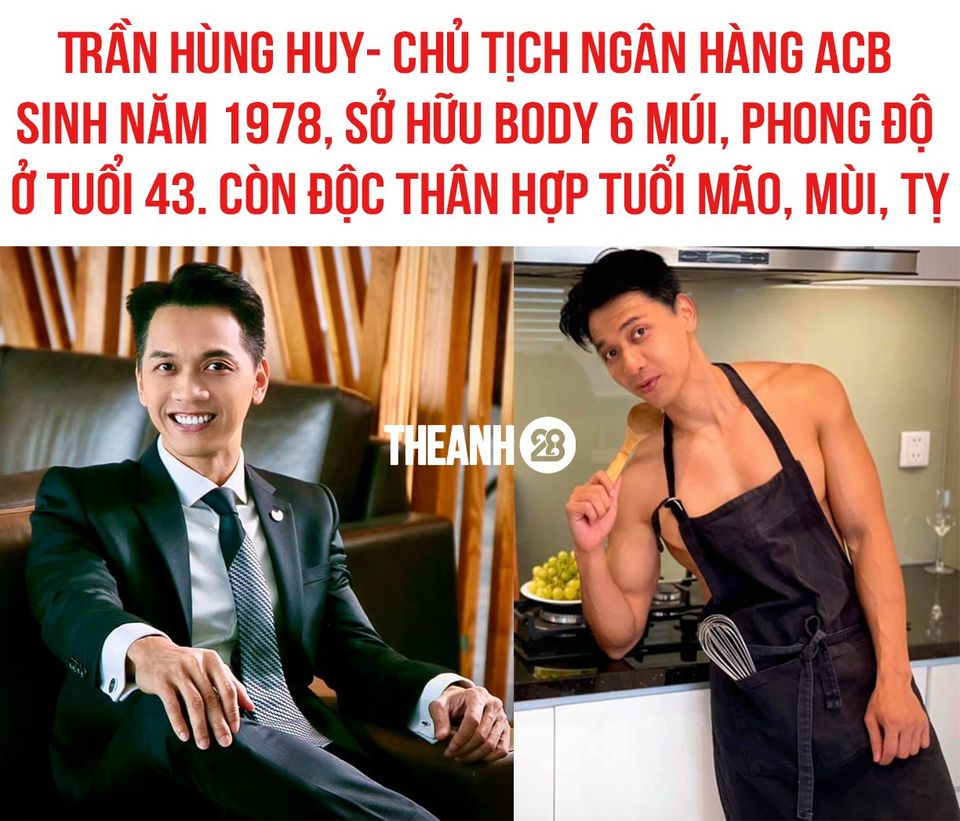 TRẦN HÙNG HUY- CHỦ TỊCH NGÂN HÀNG ACB
SINH NĂM 1978, SỞ HỮU BODY 6 MÚI, PHONG ĐỘ
Ở TUỔI 43. CÒN ĐỘC THÂN HỢP TUỔI MÃO, MÙI, TỴ
THEANH 28